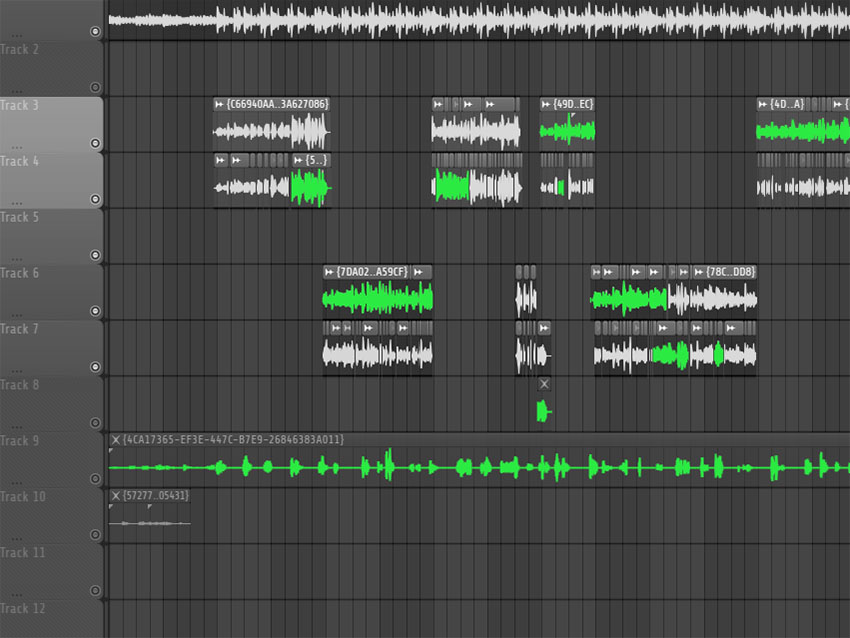 ...
Track 2
...
Track 3
{C66940AA..3A627086}
{49D..EC}
{4D..A}
{
...
Track 4
{5..}
...
Track 5
...
Track 6
{7DA02..A59CF}
{78C..DD8}
...
Track 7
...
Track 8
...
Track 9
{4CA17365-EF3E-447C-B7E9-26846383A011}
...
Track 10
{57277..05431}
...
Track 11
...
Track 12